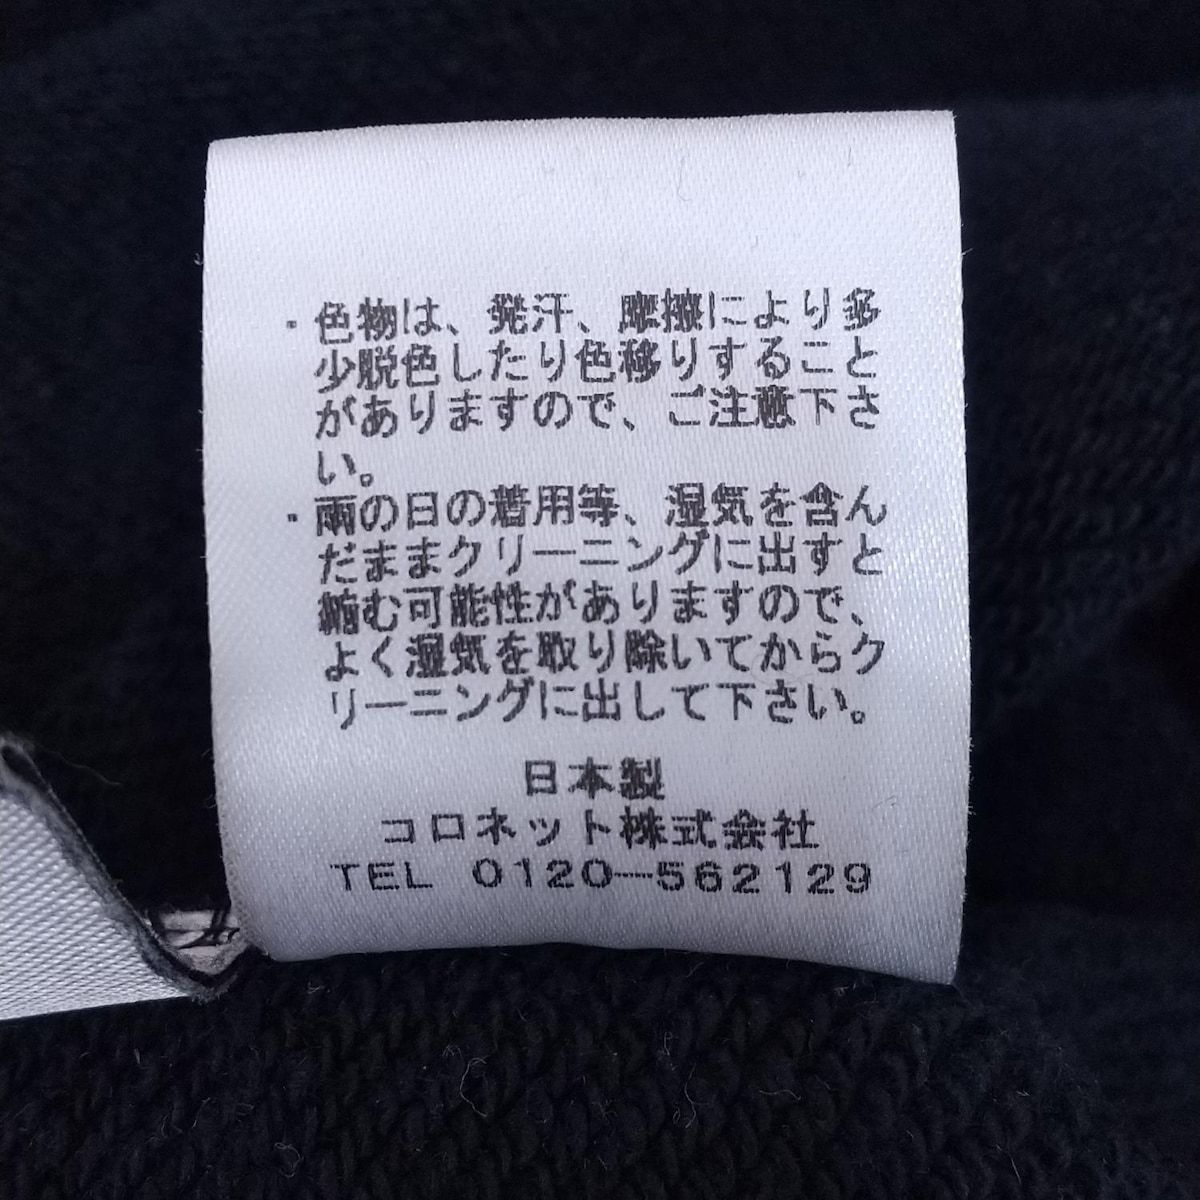 ・色物は、発汗、摩擦により多
少脱色したり色移りすること
がありますので、ご注意下さ
い。
・雨の日の着用等、湿気を含ん
だままクリーニングに出すと
縮む可能性がありますので、
よく湿気を取り除いてからク
リーニングに出して下さい。
日本製
コロネット株式会社
TEL 0120-562129